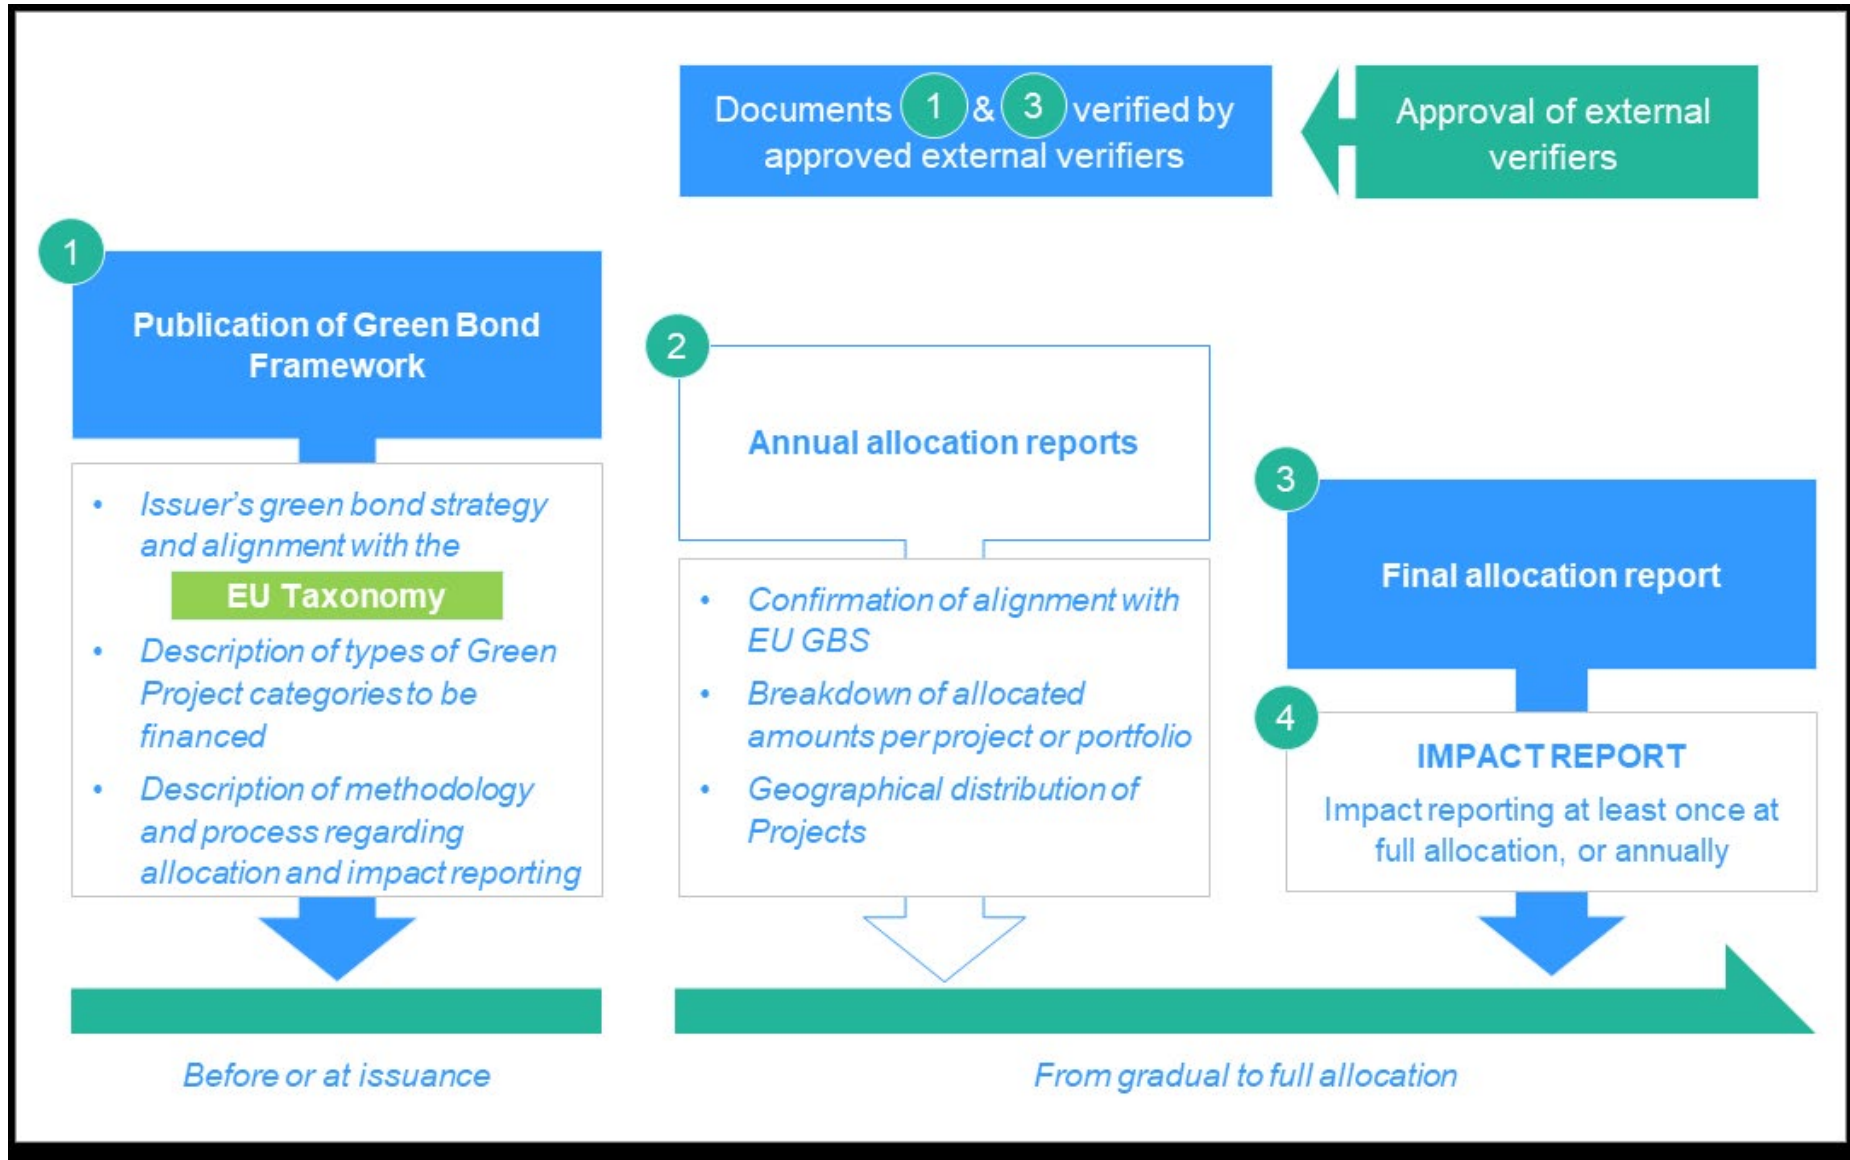 Documents 1 & 3 verified by
approved external verifiers
Approval of external
verifiers
1
Publication of Green Bond
Framework
• Issuer's green bond strategy
and alignment with the
EU Taxonomy
• Description of types of Green
Project categories to be
financed
• Description of methodology
and process regarding
allocation and impact reporting
2
Annual allocation reports
• Confirmation of alignment with
EU GBS
• Breakdown of allocated
amounts per project or portfolio
• Geographical distribution of
Projects
3
Final allocation report
4
IMPACT REPORT
Impact reporting at least once at
full allocation, or annually
Before or at issuance
From gradual to full allocation